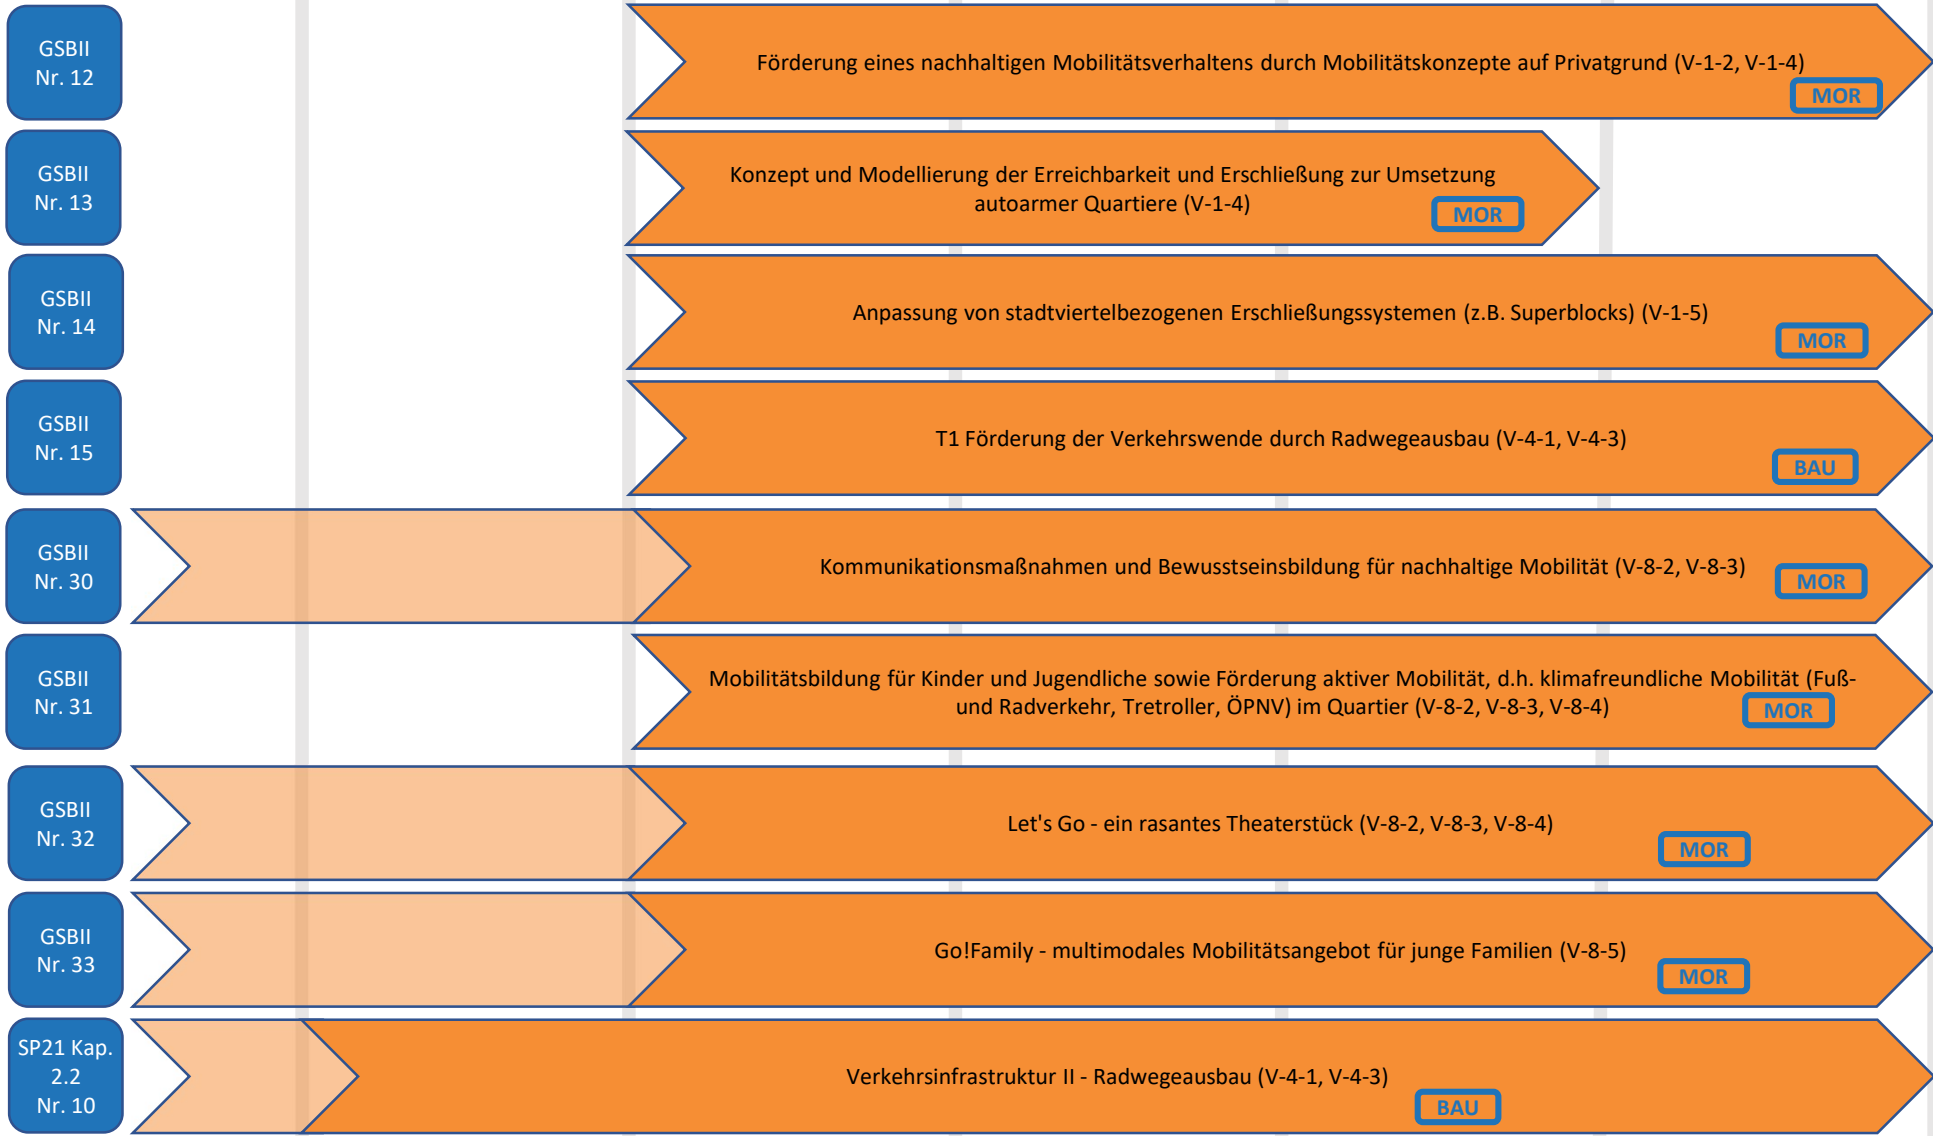 GSBII
Nr. 12
Förderung eines nachhaltigen Mobilitätsverhaltens durch Mobilitätskonzepte auf Privatgrund (V-1-2, V-1-4)
MOR
GSBII
Nr. 13
Konzept und Modellierung der Erreichbarkeit und Erschließung zur Umsetzung
autoarmer Quartiere (V-1-4)
MOR
GSBII
Nr. 14
Anpassung von stadtviertelbezogenen Erschließungssystemen (z.B. Superblocks) (V-1-5)
MOR
GSBII
Nr. 15
T1 Förderung der Verkehrswende durch Radwegeausbau (V-4-1, V-4-3)
BAU
GSBII
Nr. 30
Kommunikationsmaßnahmen und Bewusstseinsbildung für nachhaltige Mobilität (V-8-2, V-8-3)
MOR
GSBII
Nr. 31
Mobilitätsbildung für Kinder und Jugendliche sowie Förderung aktiver Mobilität, d.h. klimafreundliche Mobilität (Fuß-
und Radverkehr, Tretroller, ÖPNV) im Quartier (V-8-2, V-8-3, V-8-4)
MOR
GSBII
Nr. 32
Let's Go - ein rasantes Theaterstück (V-8-2, V-8-3, V-8-4)
MOR
GSBII
Nr. 33
Go!Family - multimodales Mobilitätsangebot für junge Familien (V-8-5)
MOR
SP21 Kap.
2.2
Nr. 10
Verkehrsinfrastruktur II - Radwegeausbau (V-4-1, V-4-3)
BAU